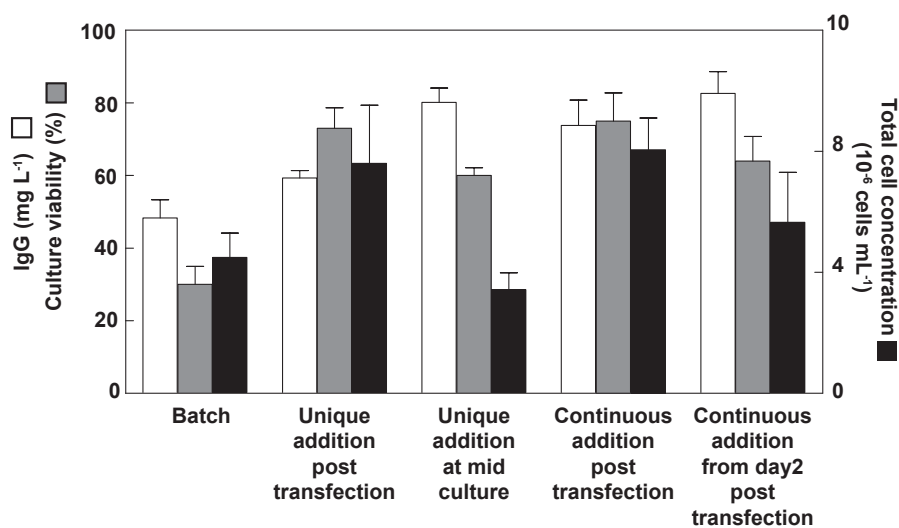 IgG (mg L-1)
Culture viability (%)
100
80
60
40
20
0
10
8
4
0
Total cell concentration
(10-6 cells mL-1)
Batch
Unique
addition
post
transfection
Unique
addition
at mid
culture
Continuous
addition
post
transfection
Continuous
addition
from day2
post
transfection